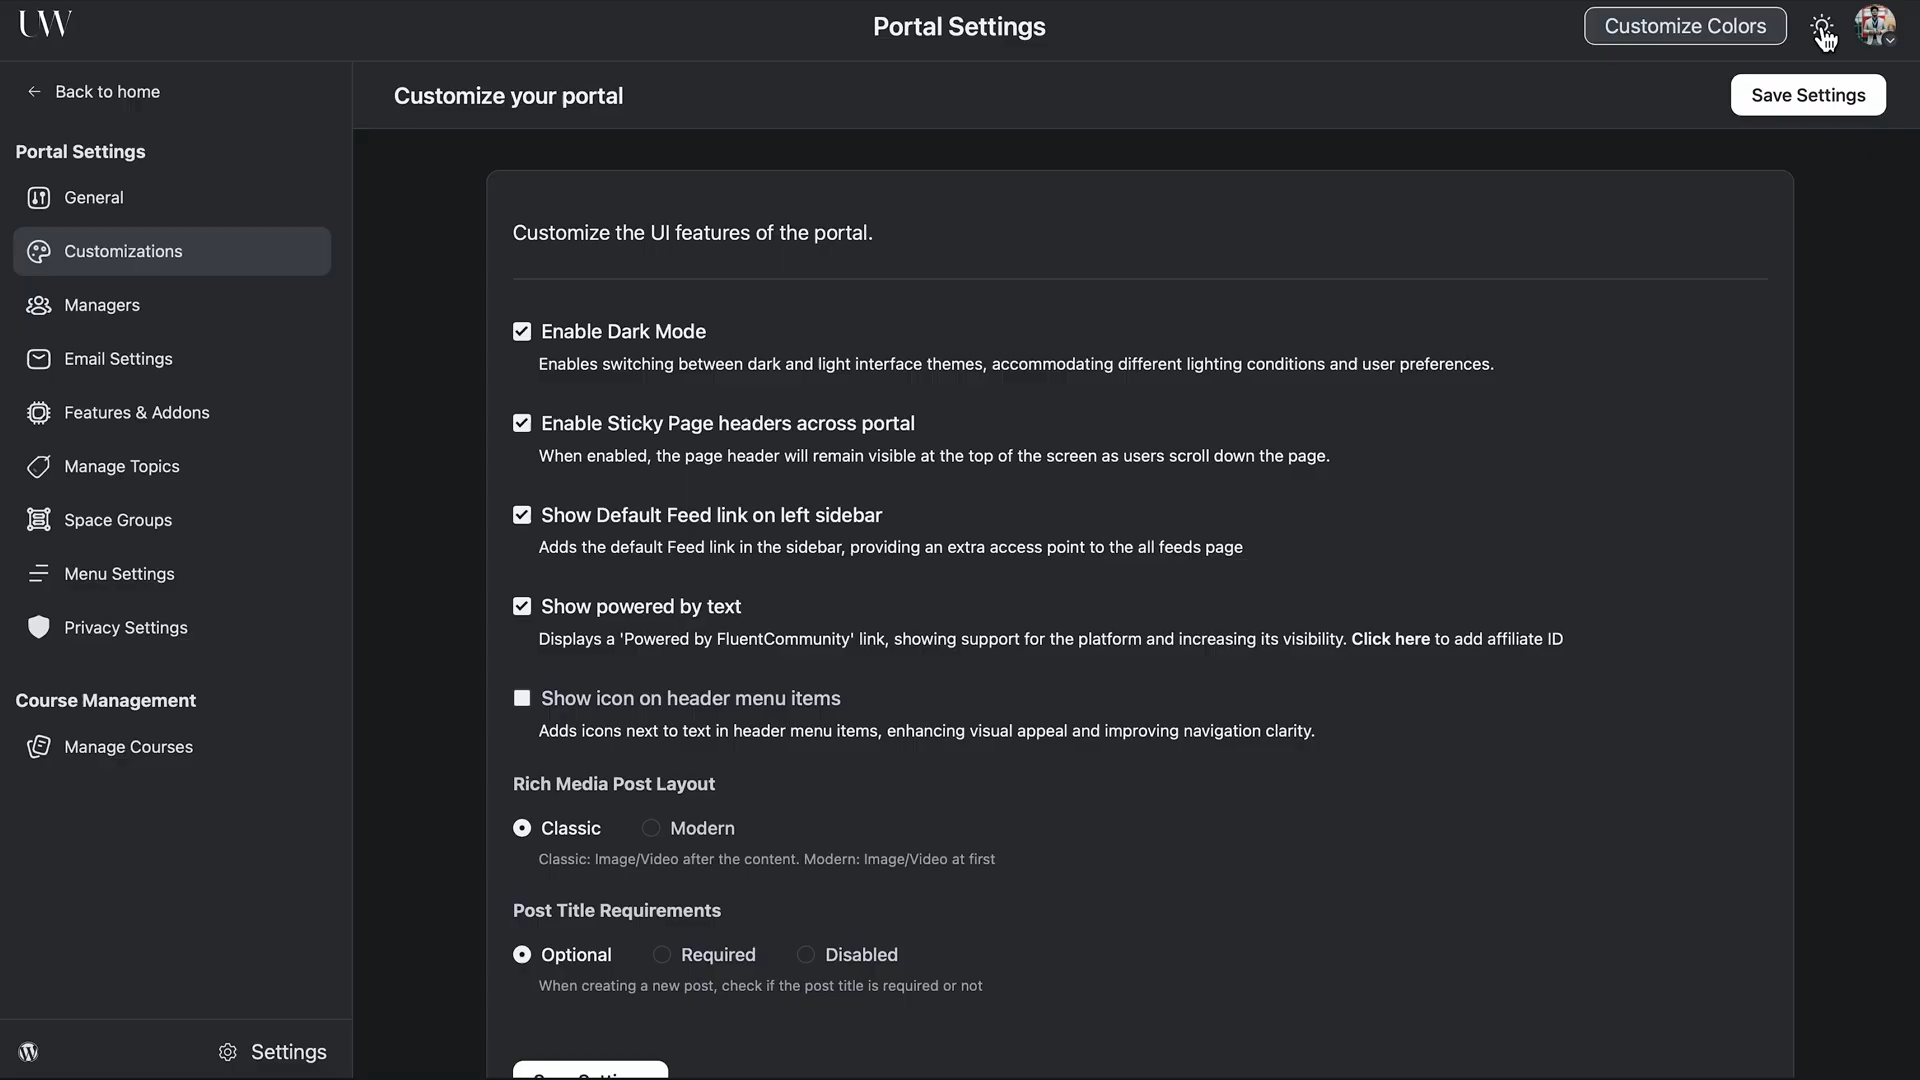 UW
Portal Settings
Customize Colors
Back to home
Customize your portal
Save Settings
Portal Settings
General
Customizations
Managers
Email Settings
Features & Addons
Manage Topics
Space Groups
Menu Settings
Privacy Settings
Course Management
Manage Courses
Settings
Customize the UI features of the portal.
Enable Dark Mode
Enables switching between dark and light interface themes, accommodating different lighting conditions and user preferences.
Enable Sticky Page headers across portal
When enabled, the page header will remain visible at the top of the screen as users scroll down the page.
Show Default Feed link on left sidebar
Adds the default Feed link in the sidebar, providing an extra access point to the all feeds page
Show powered by text
Displays a 'Powered by FluentCommunity' link, showing support for the platform and increasing its visibility. Click here to add affiliate ID
Show icon on header menu items
Adds icons next to text in header menu items, enhancing visual appeal and improving navigation clarity.
Rich Media Post Layout
Classic Modern
Classic: Image/Video after the content. Modern: Image/Video at first
Post Title Requirements
Optional Required Disabled
When creating a new post, check if the post title is required or not